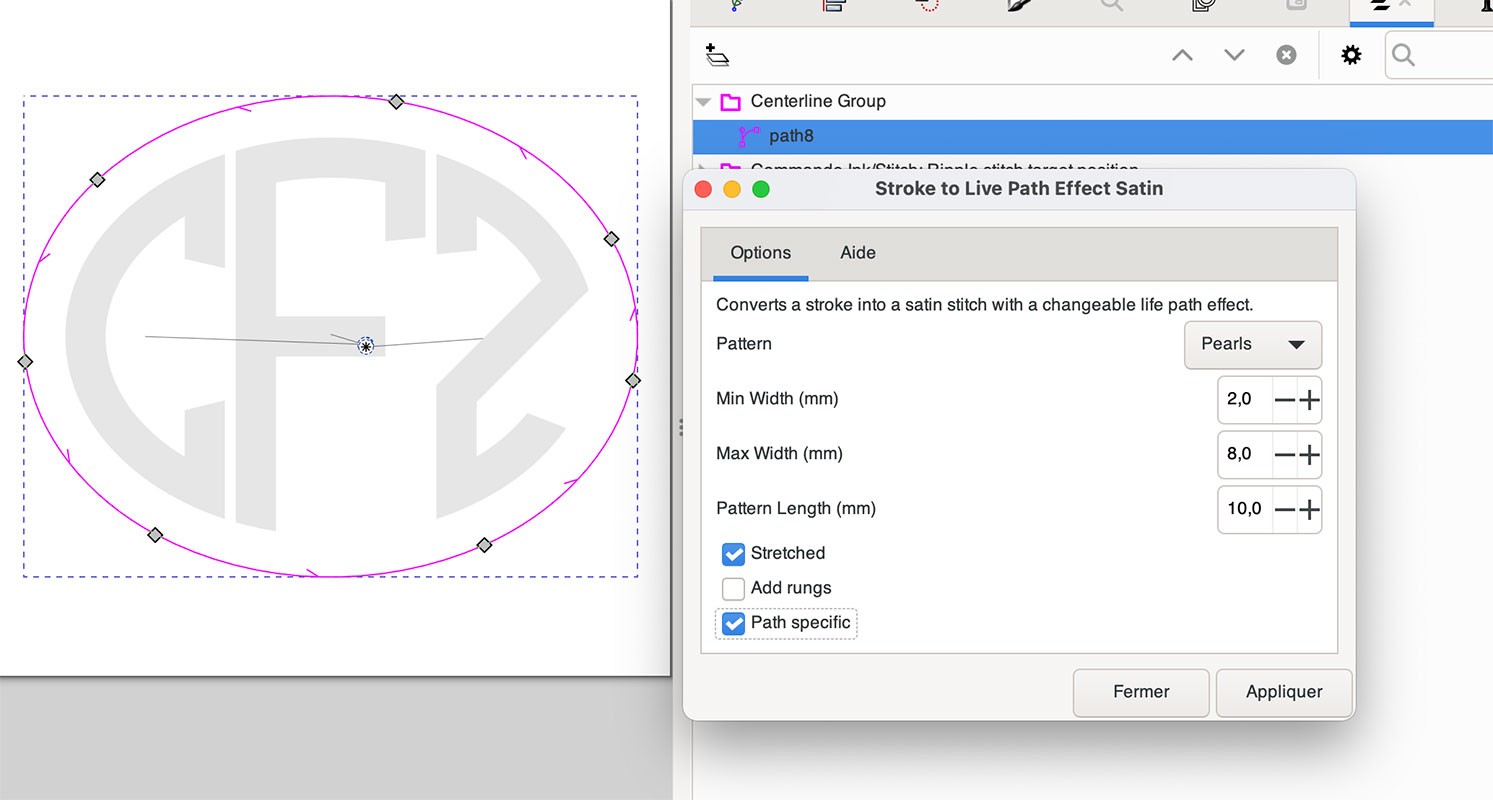 CFZ
Centerline Group
path8
Commande Ink/Stitch: Ripple stitch target position
Stroke to Live Path Effect Satin
Options Aide
Converts a stroke into a satin stitch with a changeable life path effect.
Pattern Pearls
Min Width (mm) 2,0
Max Width (mm) 8,0
Pattern Length (mm) 10,0
Stretched
Add rungs
Path specific
Fermer Appliquer